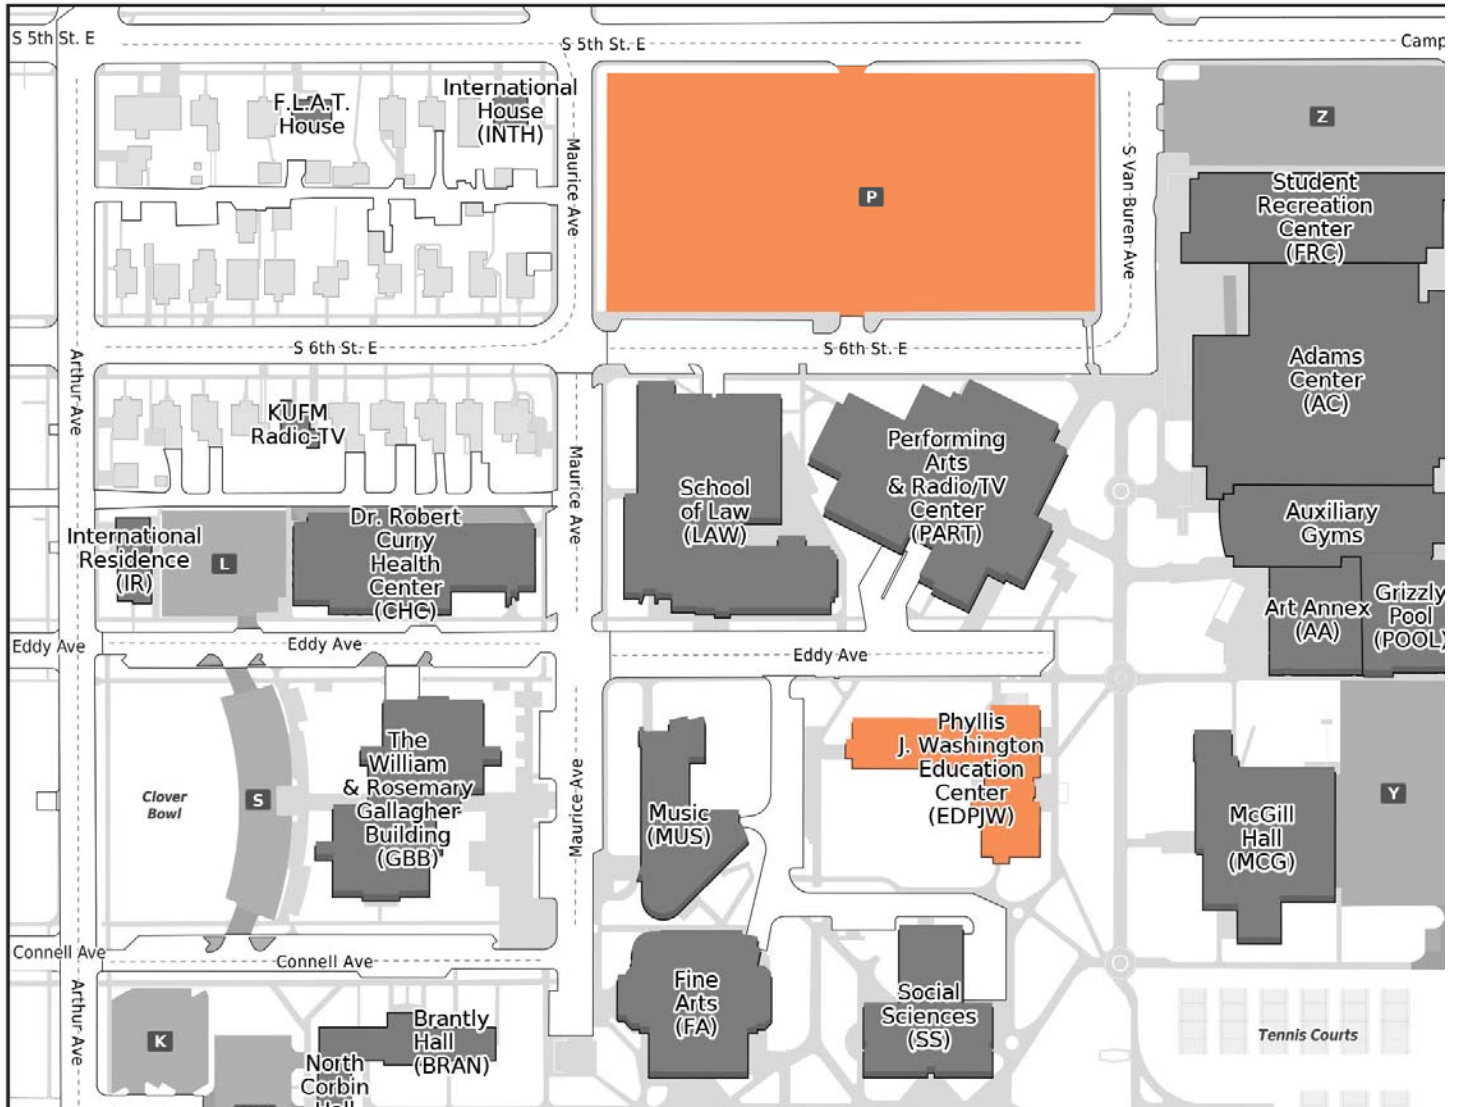 S 5th St. E
S 5th St. E
Camp
F.L.A.T.
House
International
House
(INTH)
Maurice Ave
P
S Van Buren Ave
Z
Student
Recreation
Center
(FRC)
S 6th St. E
S 6th St. E
Arthur Ave
Adams
Center
(AC)
KUFM
Radio-TV
Maurice Ave
Performing
Arts
& Radio/TV
Center
(PART)
School
of Law
(LAW)
Auxiliary
Gyms
International
Residence
(IR)
L
Dr. Robert
Curry
Health
Center
(CHC)
Art Annex
(AA)
Grizzly
Pool
(POOL)
Eddy Ave
Eddy Ave
Eddy Ave
Clover
Bowl
S
The
William
& Rosemary
Gallagher
Building
(GBB)
Maurice Ave
Music
(MUS)
Phyllis
J. Washington
Education
Center
(EDPJW)
McGill
Hall
(MCG)
Y
Connell Ave
Connell Ave
Arthur Ave
K
Brantly
Hall
(BRAN)
North
Corbin
Hall
Fine
Arts
(FA)
Social
Sciences
(SS)
Tennis Courts